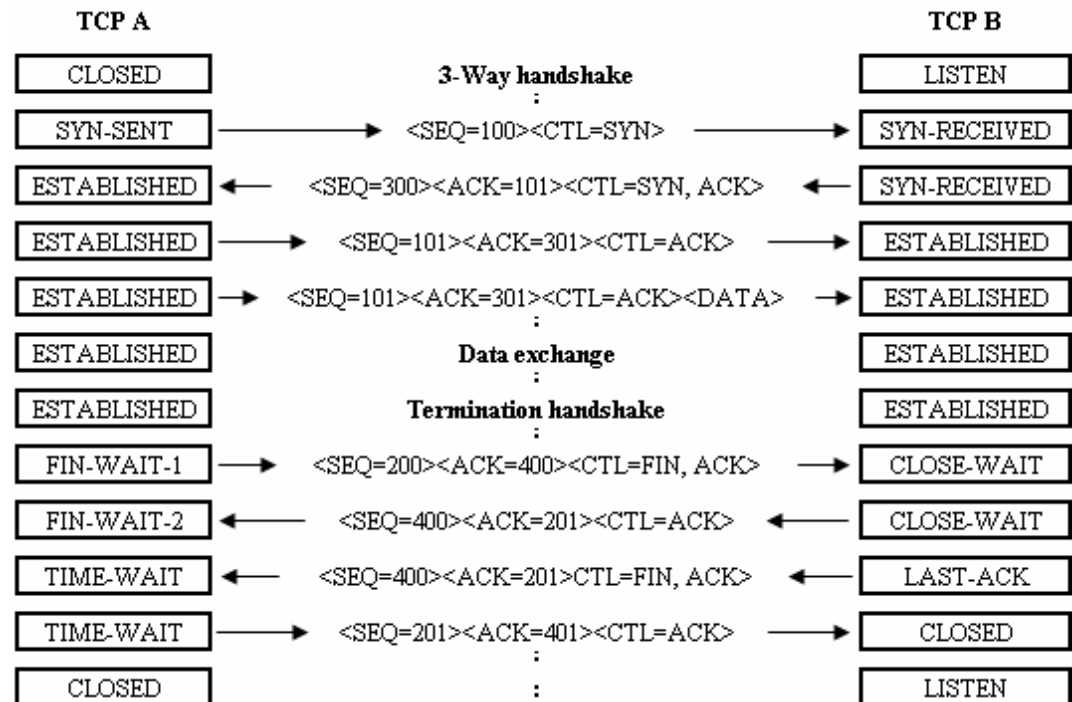 TCP A TCP B
CLOSED 3-Way handshake LISTEN
:
SYN-SENT <SEQ=100><CTL=SYN> SYN-RECEIVED
ESTABLISHED <SEQ=300><ACK=101><CTL=SYN, ACK> SYN-RECEIVED
ESTABLISHED <SEQ=101><ACK=301><CTL=ACK> ESTABLISHED
ESTABLISHED <SEQ=101><ACK=301><CTL=ACK><DATA> ESTABLISHED
:
ESTABLISHED Data exchange ESTABLISHED
:
ESTABLISHED Termination handshake ESTABLISHED
:
FIN-WAIT-1 <SEQ=200><ACK=400><CTL=FIN, ACK> CLOSE-WAIT
FIN-WAIT-2 <SEQ=400><ACK=201><CTL=ACK> CLOSE-WAIT
TIME-WAIT <SEQ=400><ACK=201>CTL=FIN, ACK> LAST-ACK
TIME-WAIT <SEQ=201><ACK=401><CTL=ACK> CLOSED
:
CLOSED : LISTEN